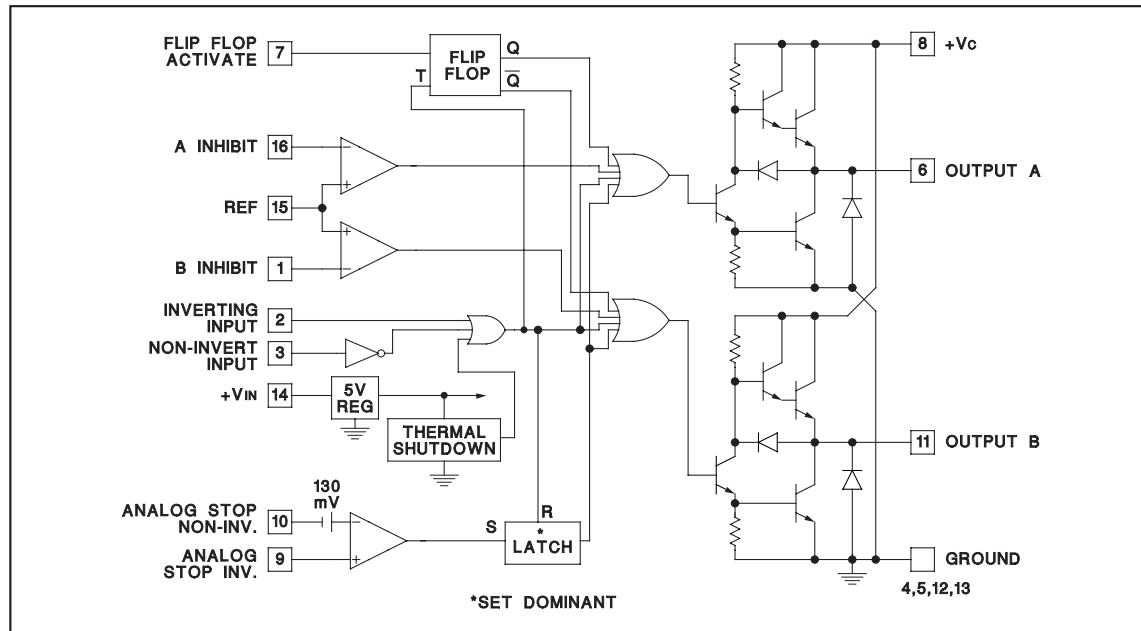 FLIP FLOP
ACTIVATE
7
FLIP
FLOP
T
Q
Q̅
8
+VC
A INHIBIT
16
−
+
REF
15
+
−
B INHIBIT
1
6
OUTPUT A
INVERTING
INPUT
2
NON-INVERT
INPUT
3
+VIN
14
5V
REG
THERMAL
SHUTDOWN
11
OUTPUT B
130
mV
ANALOG STOP
NON-INV.
10
−
+
ANALOG
STOP INV.
9
S
R
*
LATCH
GROUND
4,5,12,13
*SET DOMINANT